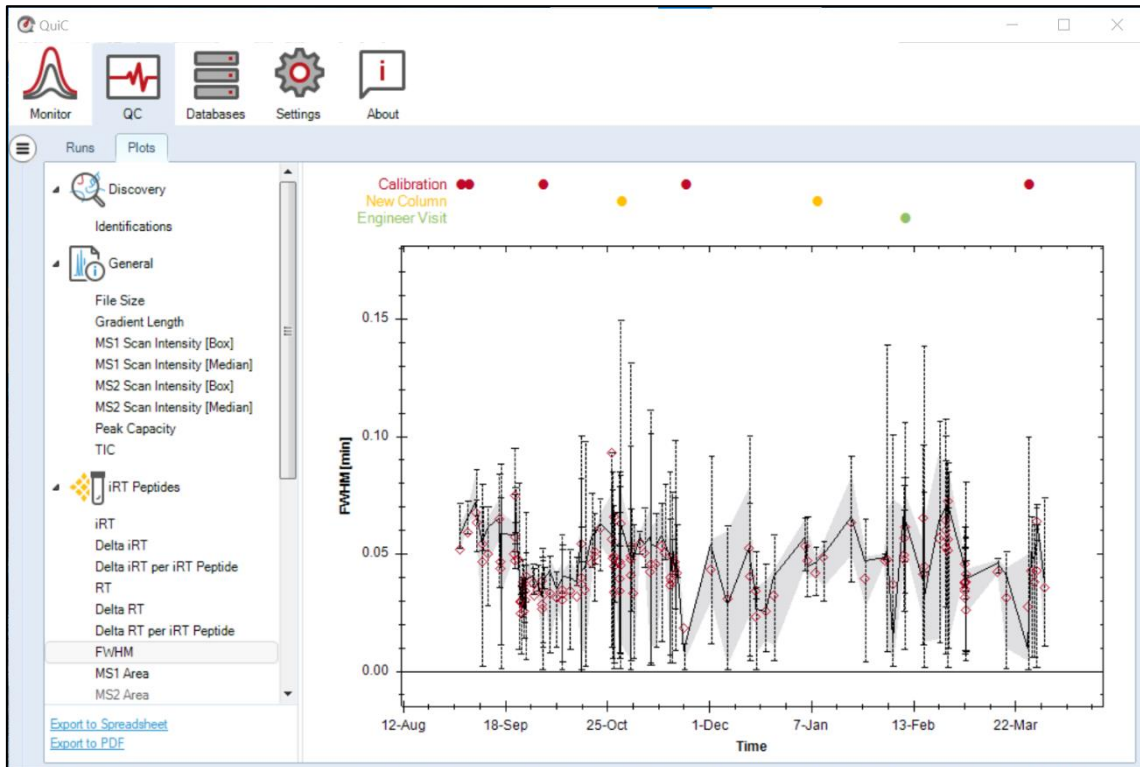 QuiC
Monitor
QC
Databases
Settings
About
Runs
Plots
Discovery
Identifications
General
File Size
Gradient Length
MS1 Scan Intensity [Box]
MS1 Scan Intensity [Median]
MS2 Scan Intensity [Box]
MS2 Scan Intensity [Median]
Peak Capacity
TIC
iRT Peptides
iRT
Delta iRT
Delta iRT per iRT Peptide
RT
Delta RT
Delta RT per iRT Peptide
FWHM
MS1 Area
MS2 Area
Export to Spreadsheet
Export to PDF
Calibration
New Column
Engineer Visit
FWHM [min]
0.15
0.10
0.05
0.00
12-Aug 18-Sep 25-Oct 1-Dec 7-Jan 13-Feb 22-Mar
Time